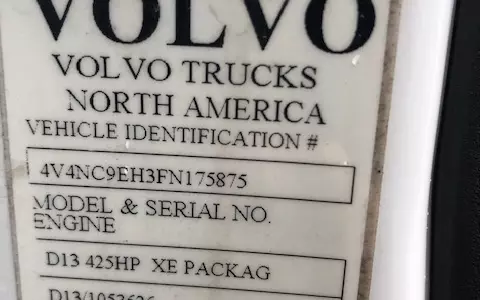 VOLVO
VOLVO TRUCKS
NORTH AMERICA
VEHICLE IDENTIFICATION #
4V4NC9EH3FN175875
MODEL & SERIAL NO.
ENGINE
D13 425HP XE PACKAG